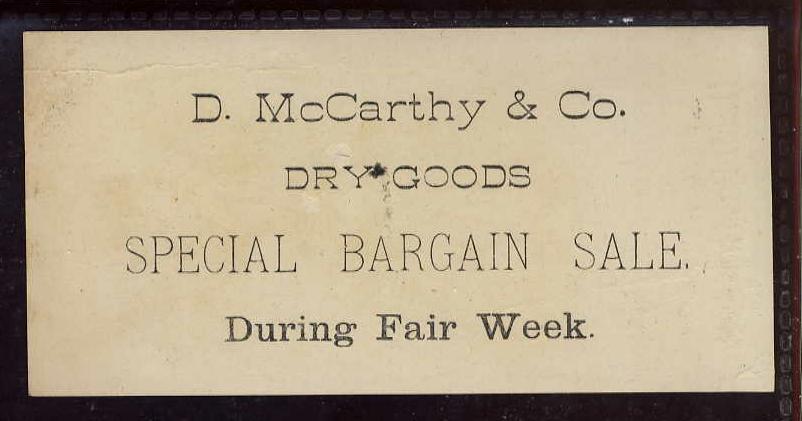 D. McCarthy & Co.
DRY GOODS
SPECIAL BARGAIN SALE.
During Fair Week.